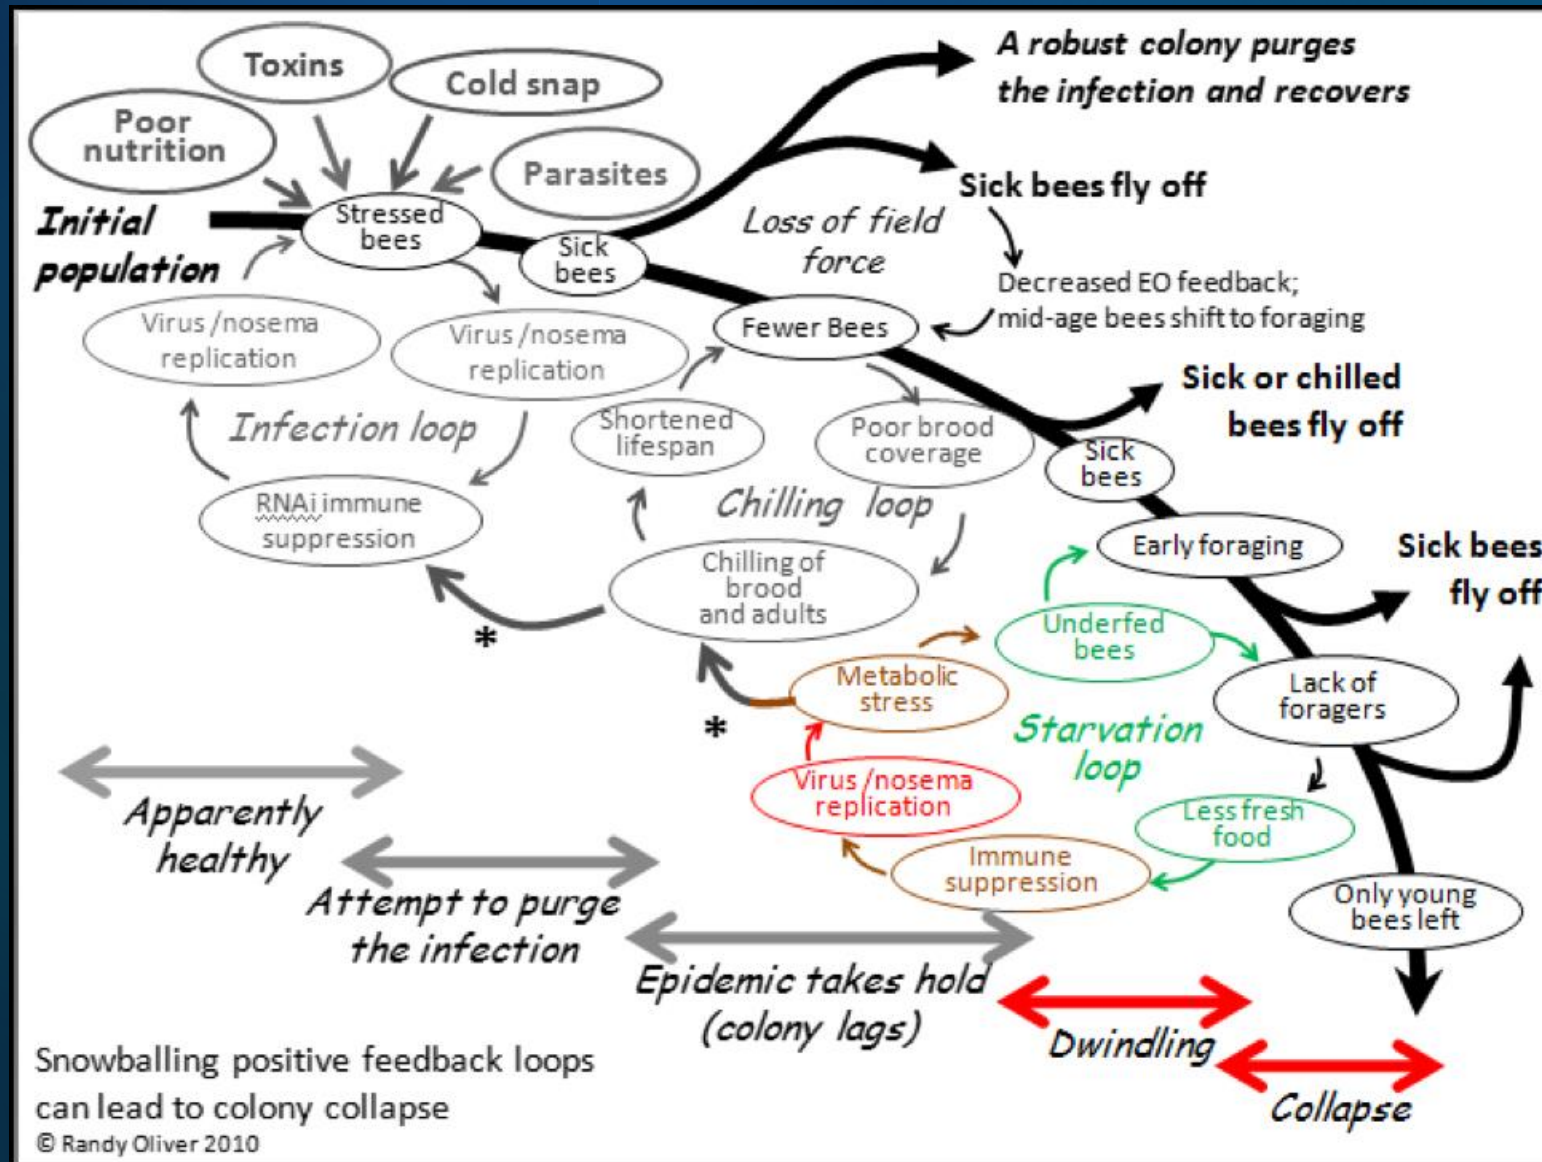 Toxins
Cold snap
Poor
nutrition
Parasites
A robust colony purges
the infection and recovers
Sick bees fly off
Initial
population
Stressed
bees
Sick
bees
Loss of field
force
Decreased EO feedback;
mid-age bees shift to foraging
Virus/nosema
replication
Virus/nosema
replication
Fewer Bees
Sick or chilled
bees fly off
Infection loop
Shortened
lifespan
Poor brood
coverage
Sick
bees
RNAi immune
suppression
Chilling loop
Early foraging
Sick bees
fly off
Chilling of
brood
and adults
*
Underfed
bees
Metabolic
stress
*
Lack of
foragers
Starvation
loop
Virus/nosema
replication
Less fresh
food
Immune
suppression
Only young
bees left
Apparently
healthy
Attempt to purge
the infection
Epidemic takes hold
(colony lags)
Dwindling
Collapse
Snowballing positive feedback loops
can lead to colony collapse
© Randy Oliver 2010